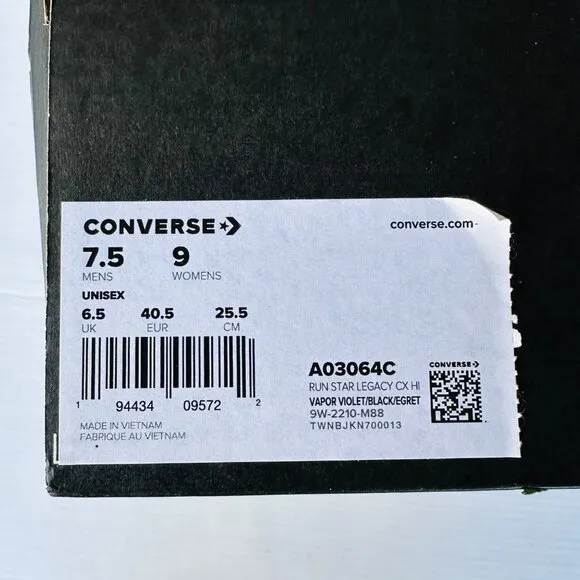 CONVERSE
converse.com
7.5 9
MENS WOMENS
UNISEX
6.5 40.5 25.5
UK EUR CM
1 94434 09572 2
MADE IN VIETNAM
FABRIQUE AU VIETNAM
A03064C
RUN STAR LEGACY CX HI
VAPOR VIOLET/BLACK/EGRET
9W-2210-M88
TWNBJKN700013
CONVERSE